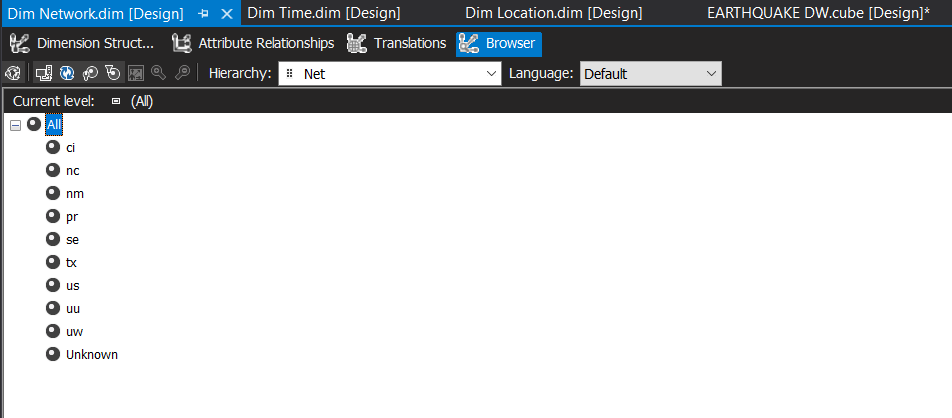 Dim Network.dim [Design] Dim Time.dim [Design] Dim Location.dim [Design] EARTHQUAKE DW.cube [Design]*
Dimension Struct... Attribute Relationships Translations Browser
Hierarchy: Net Language: Default
Current level: (All)
All
ci
nc
nm
pr
se
tx
us
uu
uw
Unknown